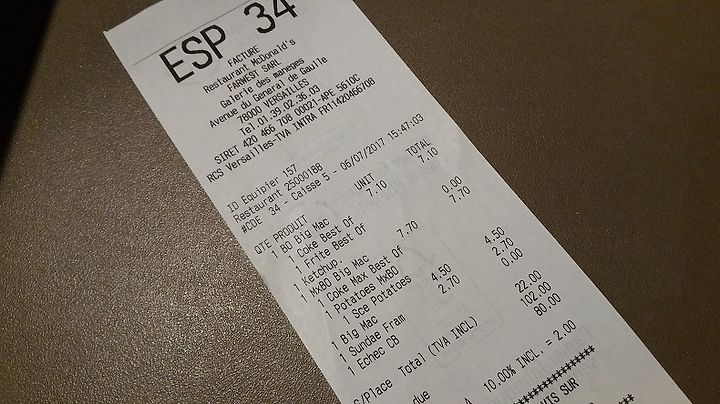 ESP 34
FACTURE
Restaurant McDonald's
FARWEST SARL
Galerie des maneges
Avenue du General de Gaulle
78000 VERSAILLES
Tel.01.39.02.36.03
SIRET 420 466 708 00021-APE 5610C
RCS Versailles-TVA INTRA FR11420466708
ID Equipier 157
Restaurant 25000188
#CDE 34 - Caisse 5 - 06/07/2017 15:47:03
QTE PRODUIT UNIT TOTAL
1 BO Big Mac 7.10 7.10
1 Coke Best Of
1 Frite Best Of
1 Ketchup. 0.00
1 MxBO Big Mac 7.70 7.70
1 Coke Max Best Of
1 Potatoes MxBO
1 Sce Potatoes
1 Big Mac 4.50 4.50
1 Sundae Fram 2.70 2.70
1 Echec CB 0.00
S/Place Total (TVA INCL) 22.00
102.00
due 80.00
A 10.00% INCL. = 2.00
********************
VIS SUR